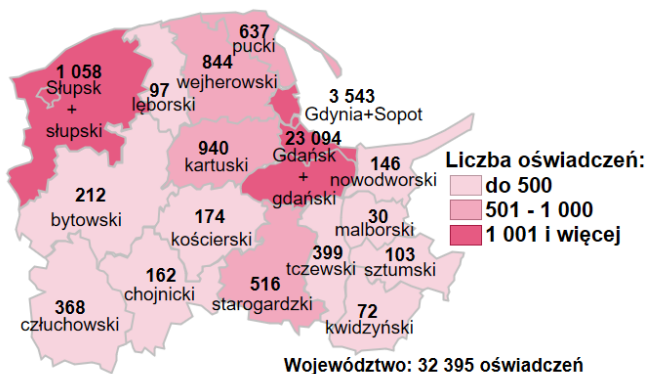 637
pucki
844
wejherowski
1 058
Słupsk
+
słupski
97
lęborski
3 543
Gdynia+Sopot
940
kartuski
23 094
Gdańsk
+
gdański
146
nowodworski
Liczba oświadczeń:
do 500
501 - 1 000
1 001 i więcej
212
bytowski
174
kościerski
30
malborski
399
tczewski
103
sztumski
162
chojnicki
516
starogardzki
368
człuchowski
72
kwidzyński
Województwo: 32 395 oświadczeń